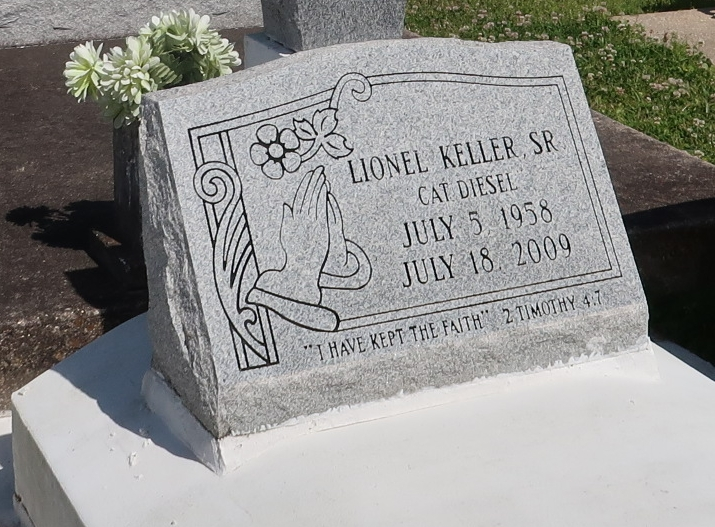 LIONEL KELLER, SR
CAT DIESEL
JULY 5, 1958
JULY 18, 2009
"I HAVE KEPT THE FAITH" 2 TIMOTHY 4:7